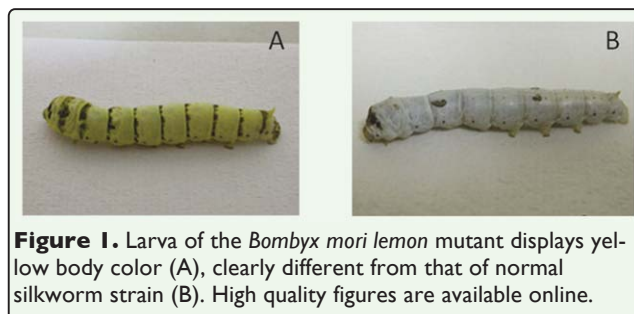 A
B
Figure 1. Larva of the Bombyx mori lemon mutant displays yel-
low body color (A), clearly different from that of normal
silkworm strain (B). High quality figures are available online.